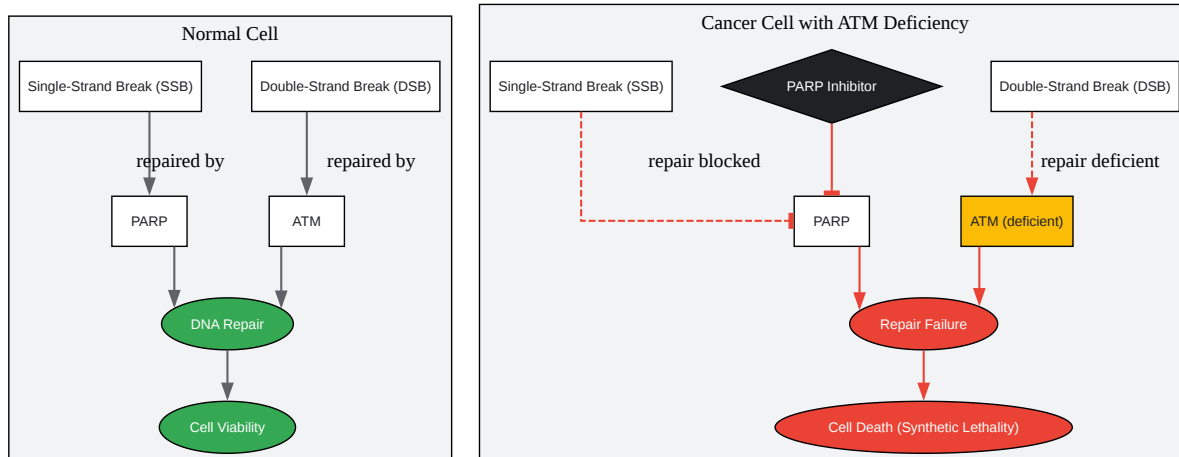 Normal Cell
Single-Strand Break (SSB)
Double-Strand Break (DSB)
repaired by
repaired by
PARP
ATM
DNA Repair
Cell Viability
Cancer Cell with ATM Deficiency
Single-Strand Break (SSB)
PARP Inhibitor
Double-Strand Break (DSB)
repair blocked
repair deficient
PARP
ATM (deficient)
Repair Failure
Cell Death (Synthetic Lethality)